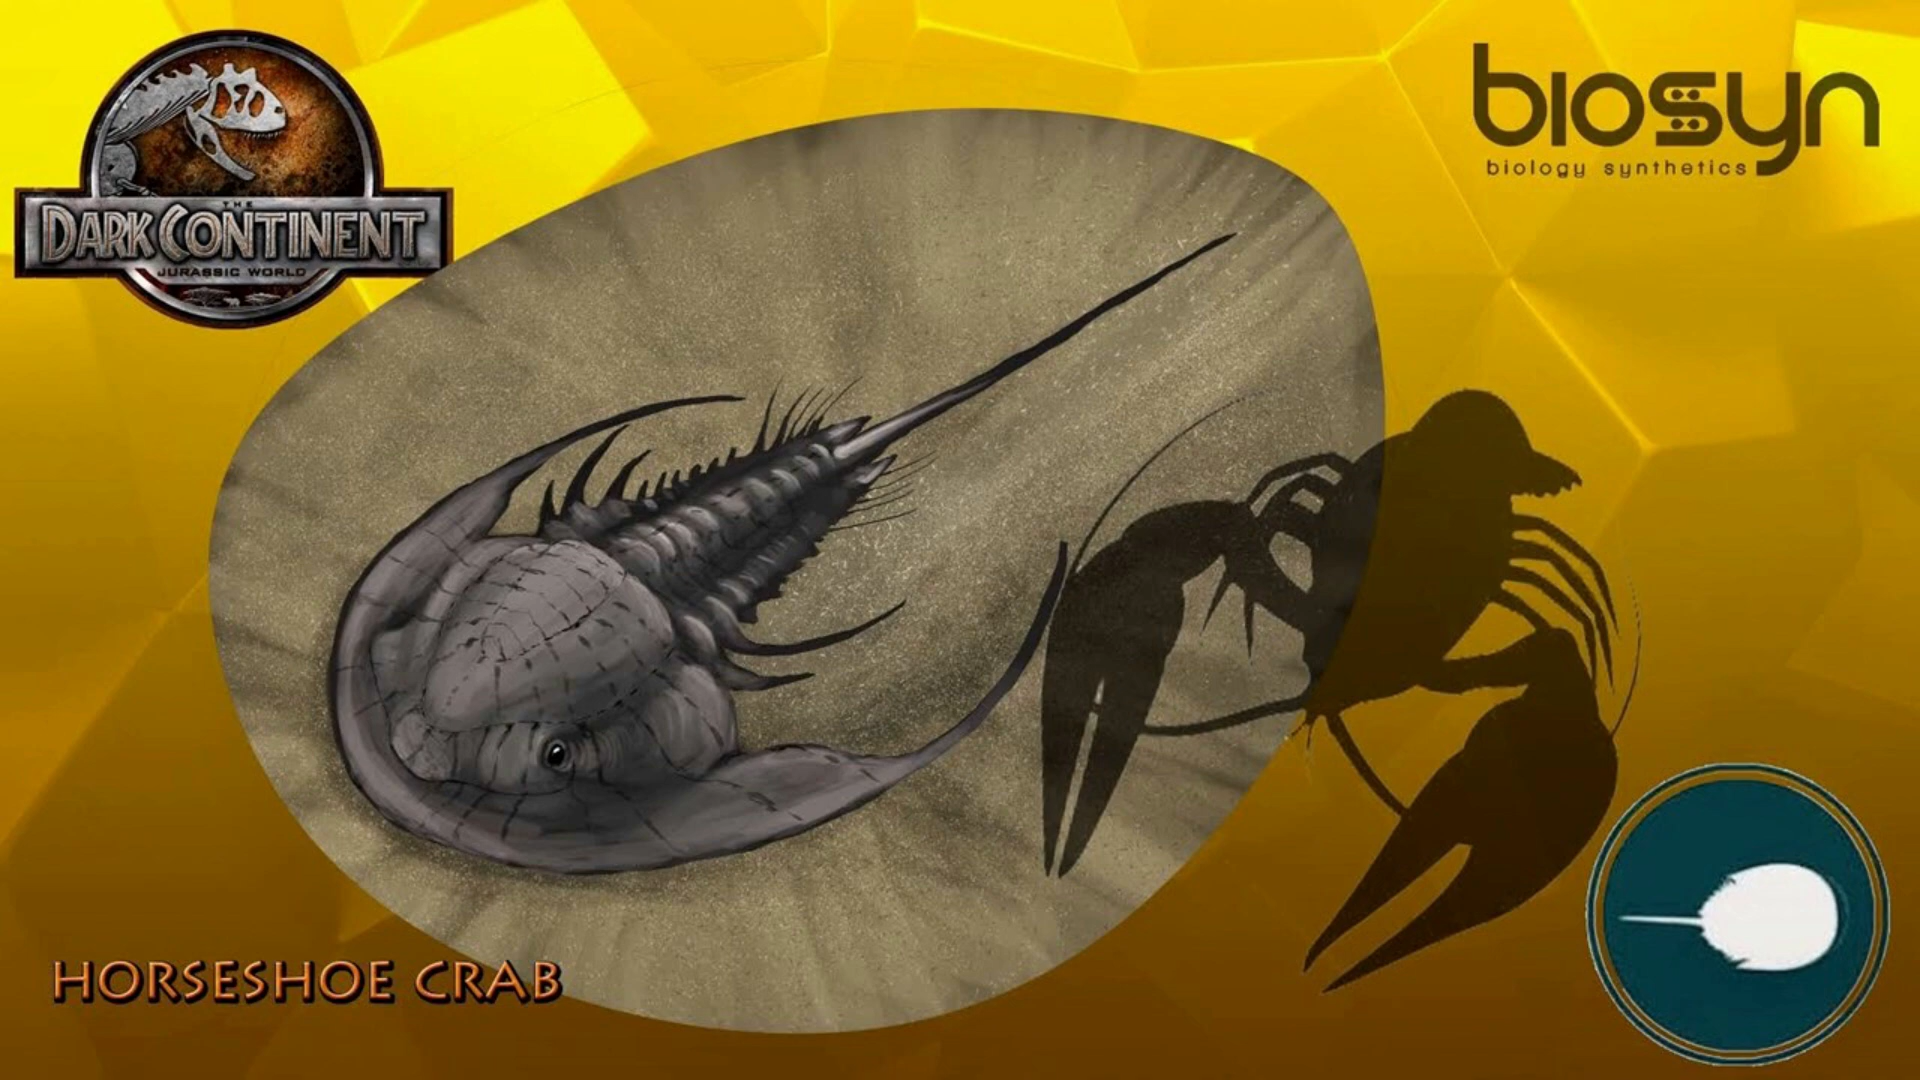 THE
DARK CONTINENT
JURASSIC WORLD
biosyn
biology synthetics
HORSESHOE CRAB